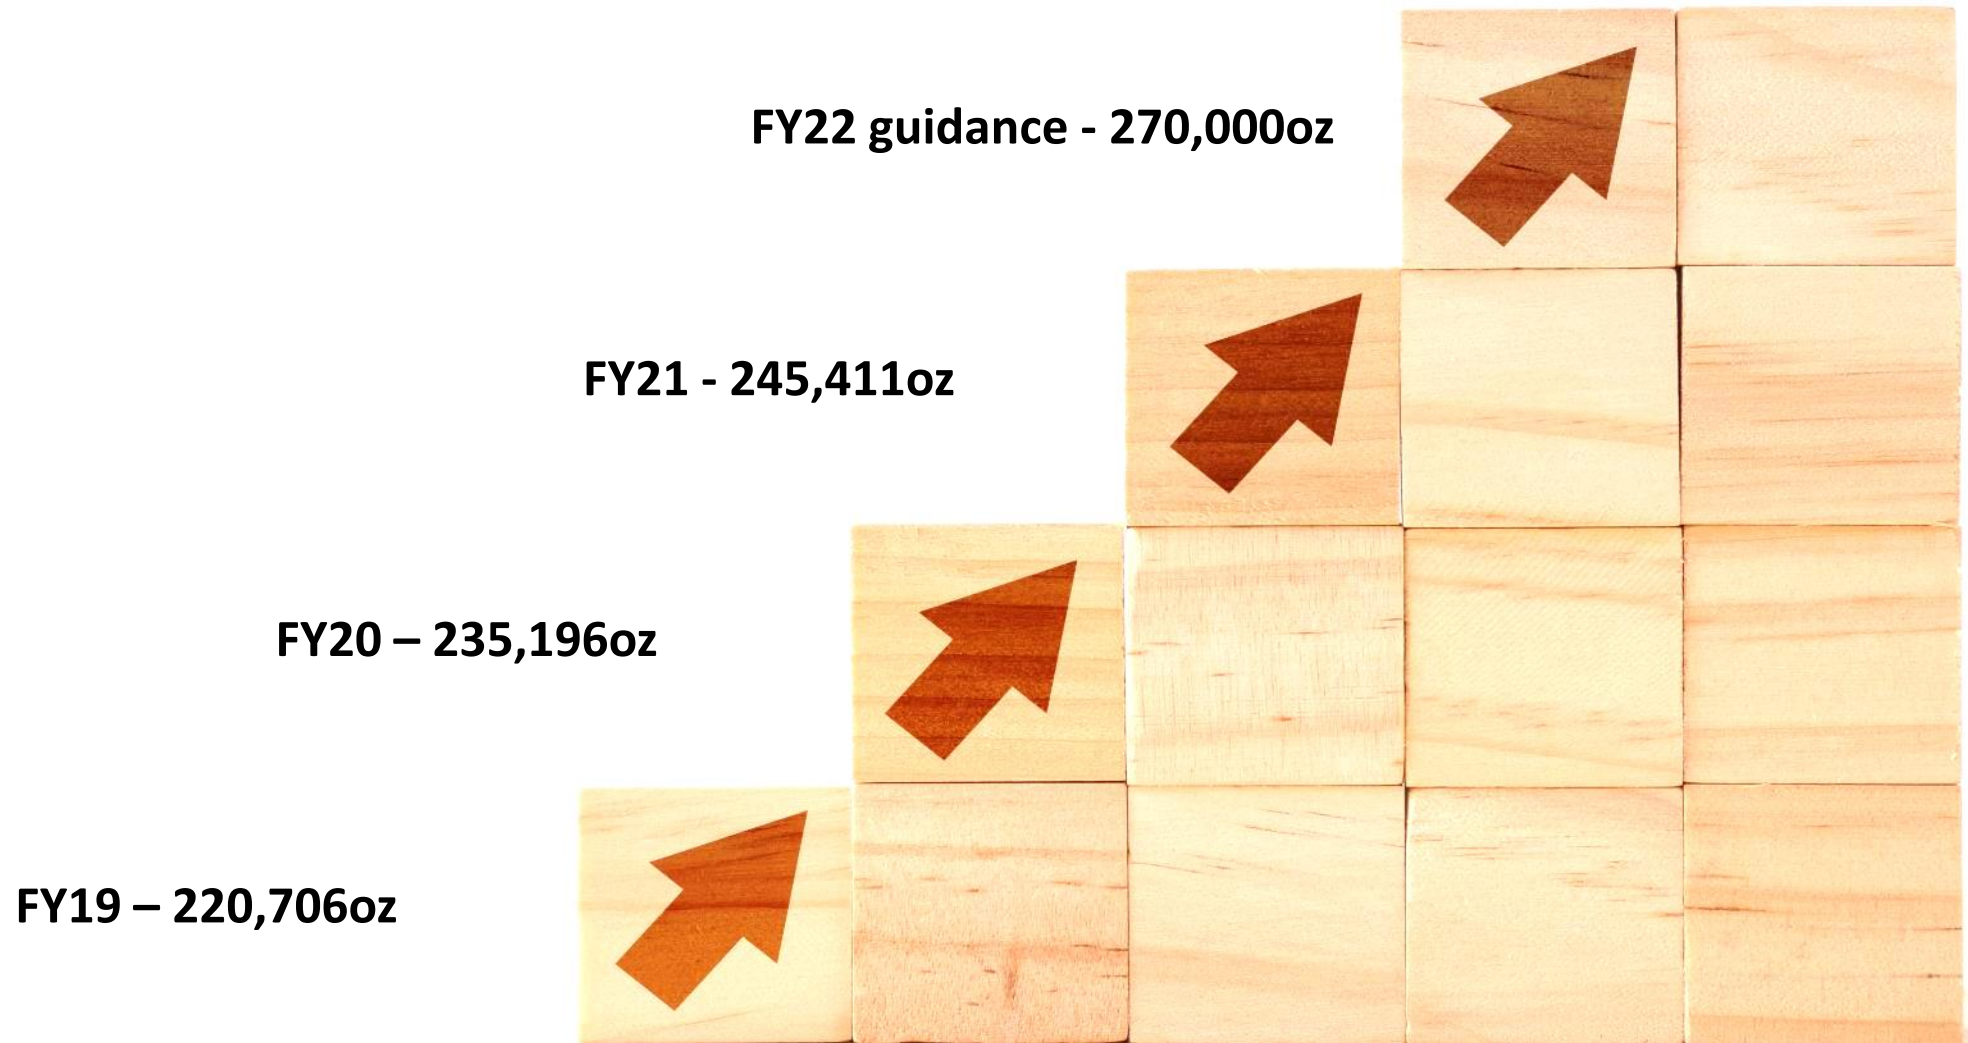 FY22 guidance - 270,000oz
FY21 - 245,411oz
FY20 – 235,196oz
FY19 – 220,706oz